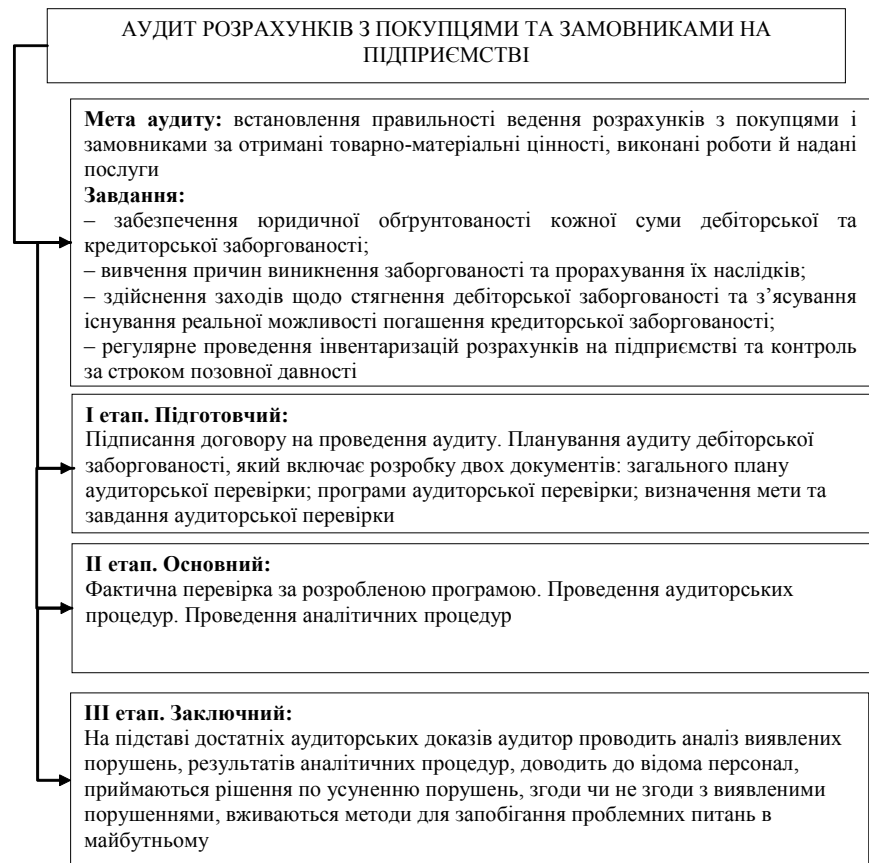 АУДИТ РОЗРАХУНКІВ З ПОКУПЦЯМИ ТА ЗАМОВНИКАМИ НА
ПІДПРИЄМСТВІ
Мета аудиту: встановлення правильності ведення розрахунків з покупцями і
замовниками за отримані товарно-матеріальні цінності, виконані роботи й надані
послуги
Завдання:
– забезпечення юридичної обґрунтованості кожної суми дебіторської та
кредиторської заборгованості;
– вивчення причин виникнення заборгованості та прорахування їх наслідків;
– здійснення заходів щодо стягнення дебіторської заборгованості та з’ясування
існування реальної можливості погашення кредиторської заборгованості;
– регулярне проведення інвентаризацій розрахунків на підприємстві та контроль
за строком позовної давності
І етап. Підготовчий:
Підписання договору на проведення аудиту. Планування аудиту дебіторської
заборгованості, який включає розробку двох документів: загального плану
аудиторської перевірки; програми аудиторської перевірки; визначення мети та
завдання аудиторської перевірки
ІІ етап. Основний:
Фактична перевірка за розробленою програмою. Проведення аудиторських
процедур. Проведення аналітичних процедур
ІІІ етап. Заключний:
На підставі достатніх аудиторських доказів аудитор проводить аналіз виявлених
порушень, результатів аналітичних процедур, доводить до відома персонал,
приймаються рішення по усуненню порушень, згоди чи не згоди з виявленими
порушеннями, вживаються методи для запобігання проблемних питань в
майбутньому